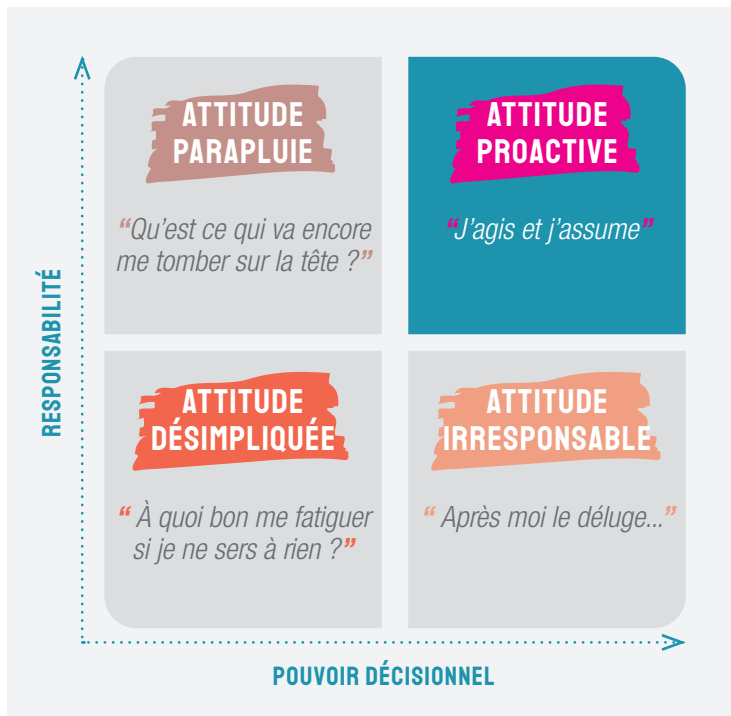 ATTITUDE
PARAPLUIE
“Qu’est ce qui va encore
me tomber sur la tête ?”
ATTITUDE
PROACTIVE
“J’agis et j’assume”
RESPONSABILITÉ
ATTITUDE
DÉSIMPLIQUÉE
“ À quoi bon me fatiguer
si je ne sers à rien ?”
ATTITUDE
IRRESPONSABLE
“ Après moi le déluge...”
POUVOIR DÉCISIONNEL